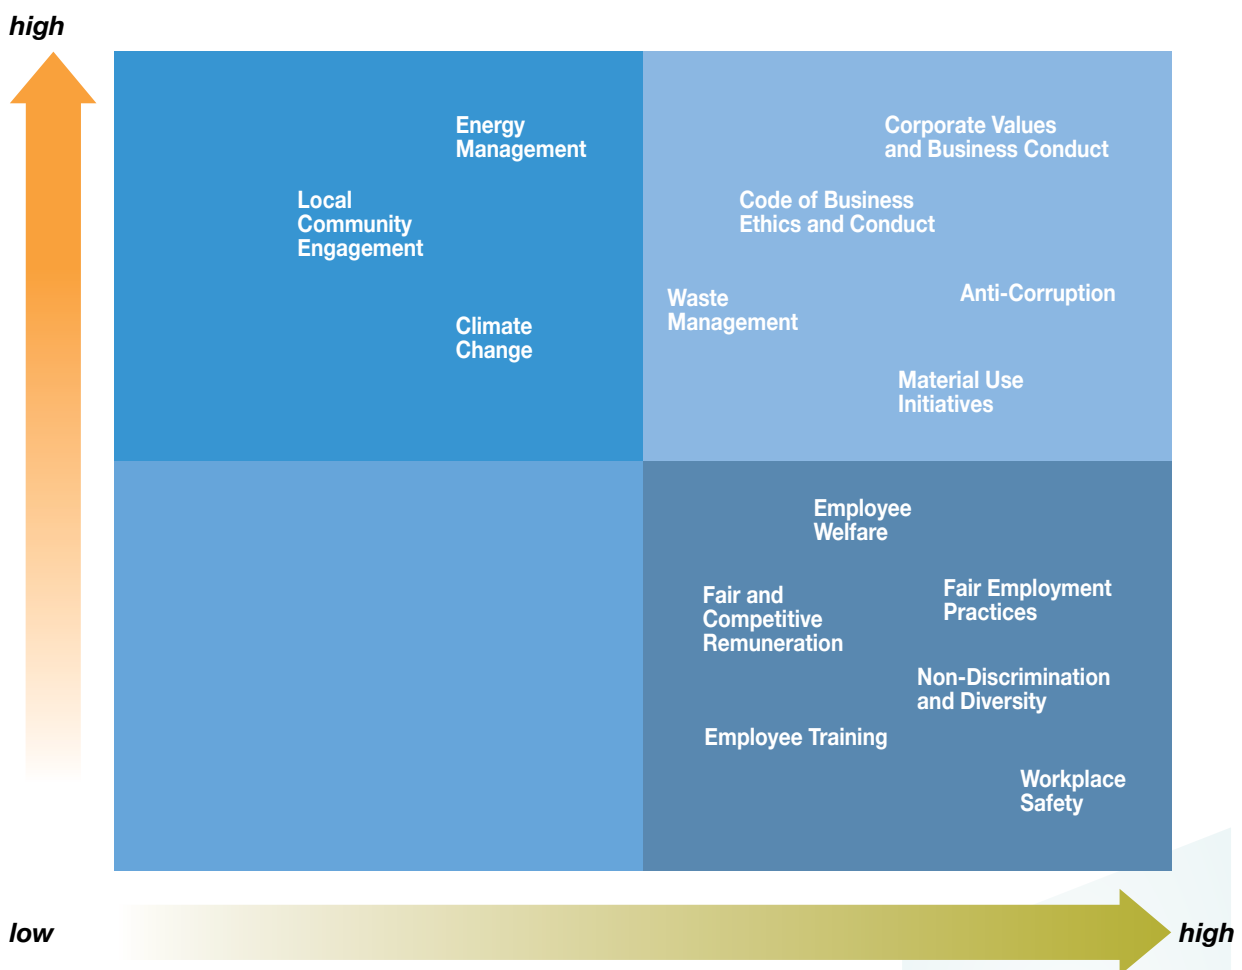 high
Energy
Management
Corporate Values
and Business Conduct
Local
Community
Engagement
Code of Business
Ethics and Conduct
Waste
Management
Anti-Corruption
Climate
Change
Material Use
Initiatives
Employee
Welfare
Fair and
Competitive
Remuneration
Fair Employment
Practices
Non-Discrimination
and Diversity
Employee Training
Workplace
Safety
low
high